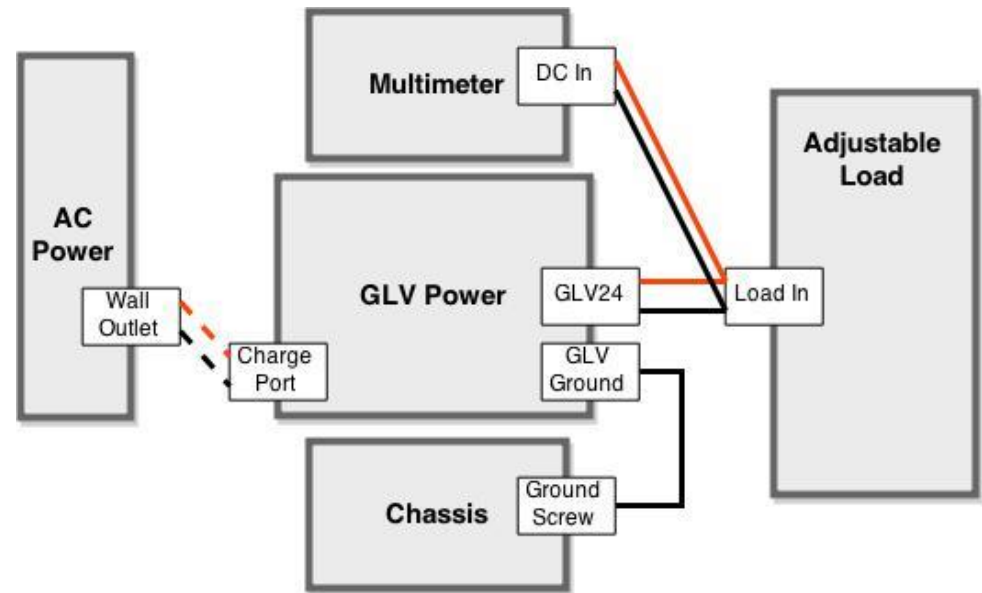 Multimeter
DC In
Adjustable
Load
AC
Power
Wall
Outlet
GLV Power
GLV24
Load In
Charge
Port
GLV
Ground
Chassis
Ground
Screw